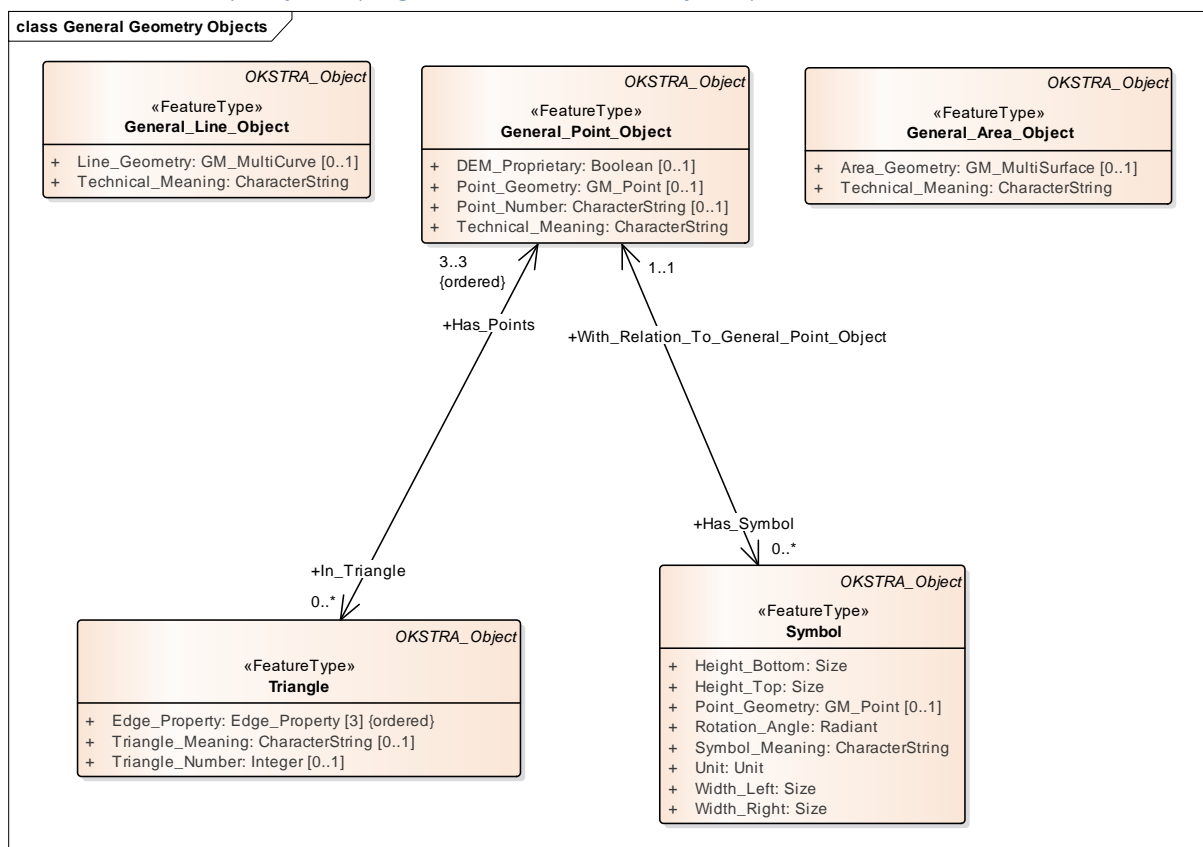 class General Geometry Objects
OKSTRA_Object
«FeatureType»
General_Line_Object
+ Line_Geometry: GM_MultiCurve [0..1]
+ Technical_Meaning: CharacterString
OKSTRA_Object
«FeatureType»
General_Point_Object
+ DEM_Proprietary: Boolean [0..1]
+ Point_Geometry: GM_Point [0..1]
+ Point_Number: CharacterString [0..1]
+ Technical_Meaning: CharacterString
OKSTRA_Object
«FeatureType»
General_Area_Object
+ Area_Geometry: GM_MultiSurface [0..1]
+ Technical_Meaning: CharacterString
3..3
{ordered}
1..1
+Has_Points
+With_Relation_To_General_Point_Object
+Has_Symbol
0..*
+In_Triangle
0..*
OKSTRA_Object
«FeatureType»
Triangle
+ Edge_Property: Edge_Property [3] {ordered}
+ Triangle_Meaning: CharacterString [0..1]
+ Triangle_Number: Integer [0..1]
OKSTRA_Object
«FeatureType»
Symbol
+ Height_Bottom: Size
+ Height_Top: Size
+ Point_Geometry: GM_Point [0..1]
+ Rotation_Angle: Radiant
+ Symbol_Meaning: CharacterString
+ Unit: Unit
+ Width_Left: Size
+ Width_Right: Size